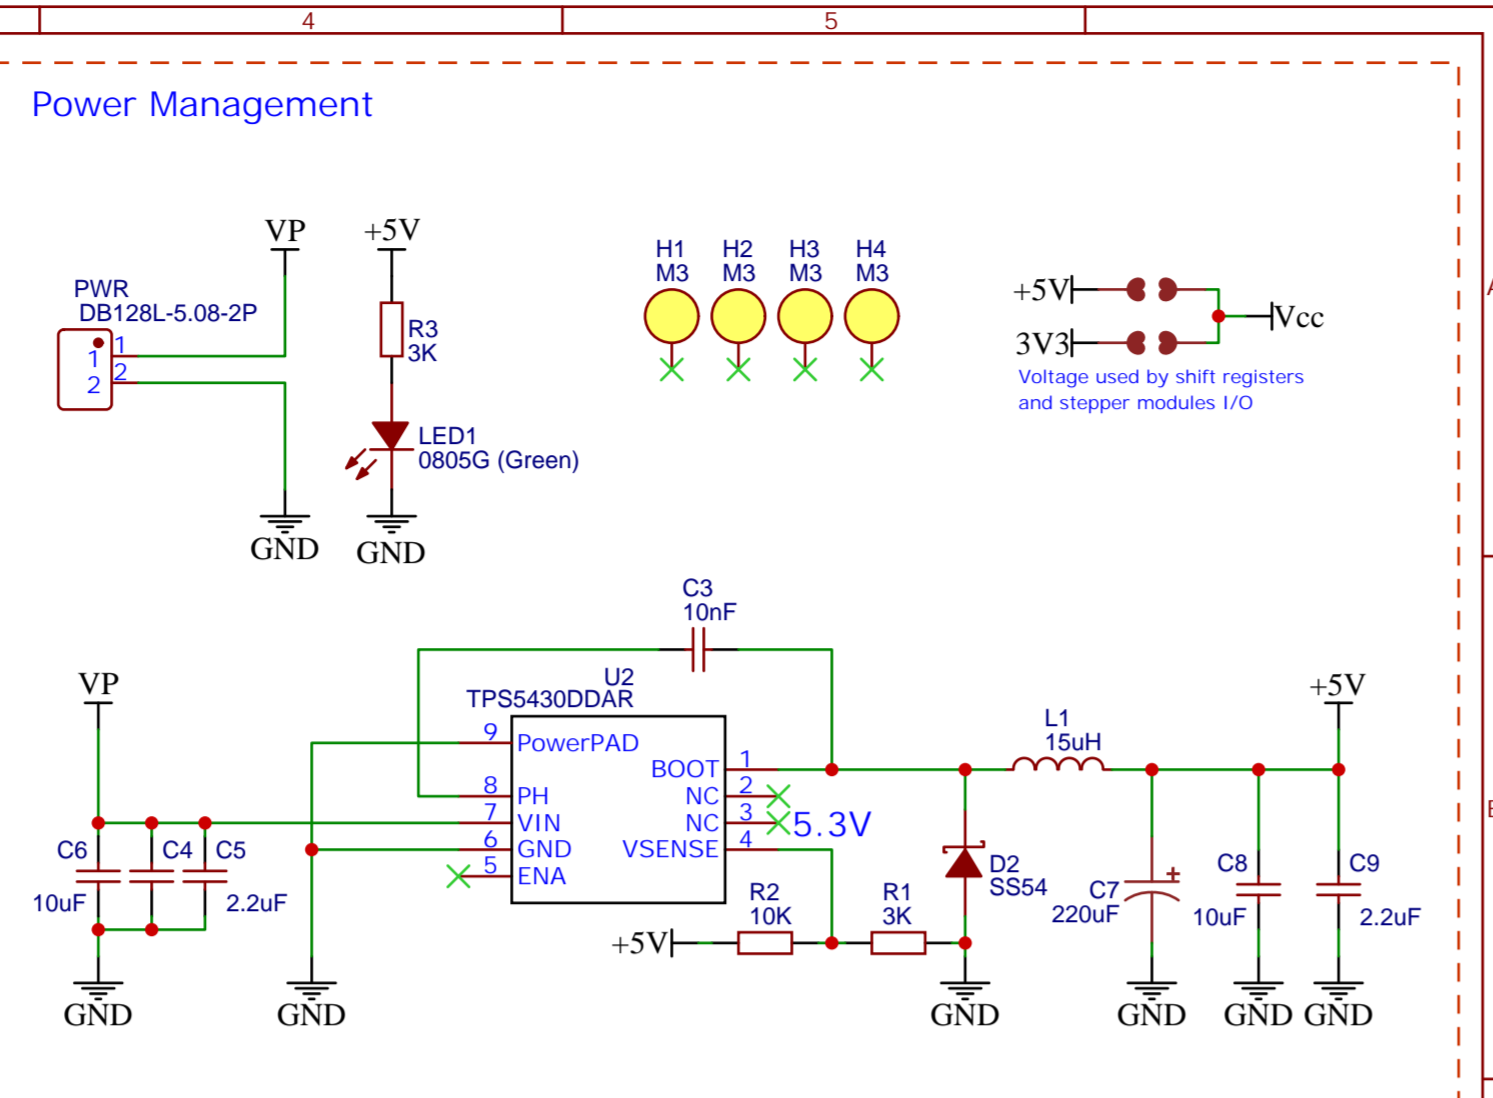 4
5
Power Management
VP
+5V
PWR
DB128L-5.08-2P
1
1
2
2
R3
3K
LED1
0805G (Green)
GND
GND
H1
M3
H2
M3
H3
M3
H4
M3
+5V
3V3
Vcc
Voltage used by shift registers
and stepper modules I/O
C3
10nF
VP
U2
TPS5430DDAR
9
PowerPAD
8
PH
7
VIN
6
GND
5
ENA
BOOT
1
NC
2
NC
3
VSENSE
4
5.3V
C6
10uF
C4
C5
2.2uF
GND
GND
+5V
R2
10K
R1
3K
D2
SS54
GND
L1
15uH
+5V
C7
220uF
+
C8
10uF
C9
2.2uF
GND
GND
GND